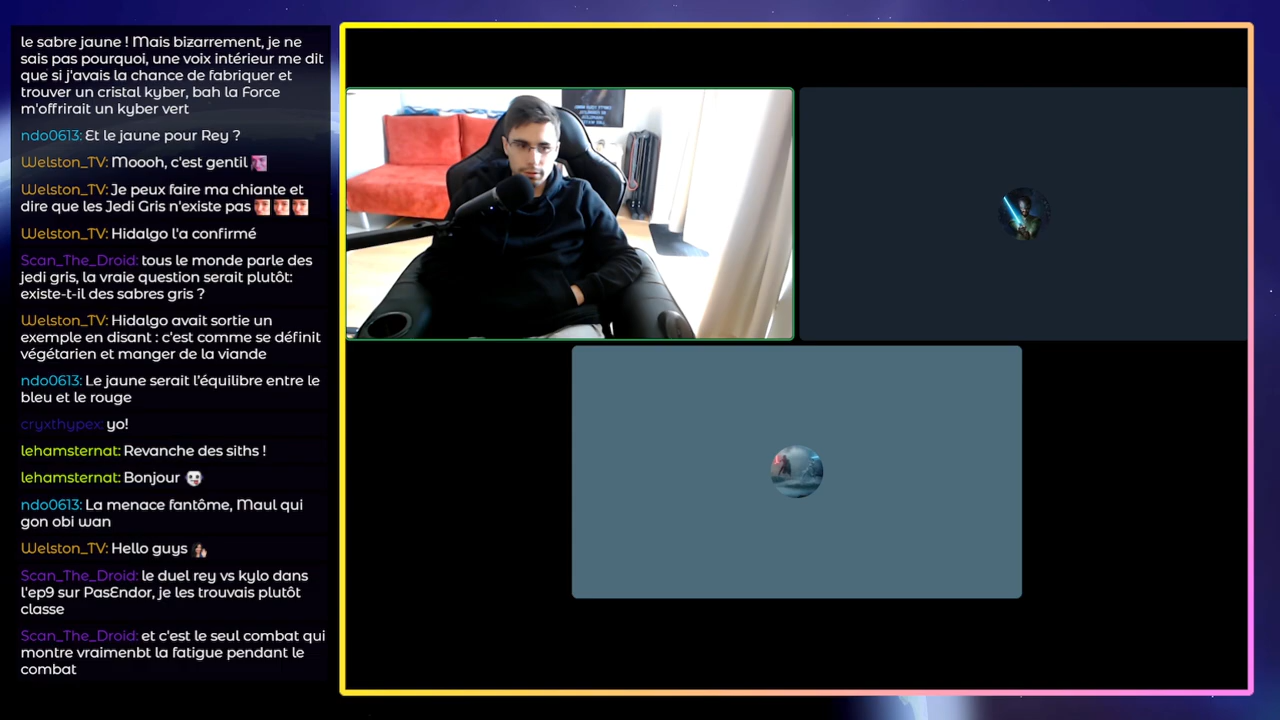 le sabre jaune ! Mais bizarrement, je ne
sais pas pourquoi, une voix intérieur me dit
que si j'avais la chance de fabriquer et
trouver un cristal kyber, bah la Force
m'offrirait un kyber vert
ndo0613: Et le jaune pour Rey ?
Welston_TV: Moooh, c'est gentil
Welston_TV: Je peux faire ma chiante et
dire que les Jedi Gris n'existe pas
Welston_TV: Hidalgo l'a confirmé
Scan_The_Droid: tous le monde parle des
jedi gris, la vraie question serait plutôt:
existe-t-il des sabres gris ?
Welston_TV: Hidalgo avait sortie un
exemple en disant : c'est comme se définit
végétarien et manger de la viande
ndo0613: Le jaune serait l'équilibre entre le
bleu et le rouge
cryxthypex: yo!
lehamsternat: Revanche des siths !
lehamsternat: Bonjour
ndo0613: La menace fantôme, Maul qui
gon obi wan
Welston_TV: Hello guys
Scan_The_Droid: le duel rey vs kylo dans
l'ep9 sur PasEndor, je les trouvais plutôt
classe
Scan_The_Droid: et c'est le seul combat qui
montre vraimenbt la fatigue pendant le
combat